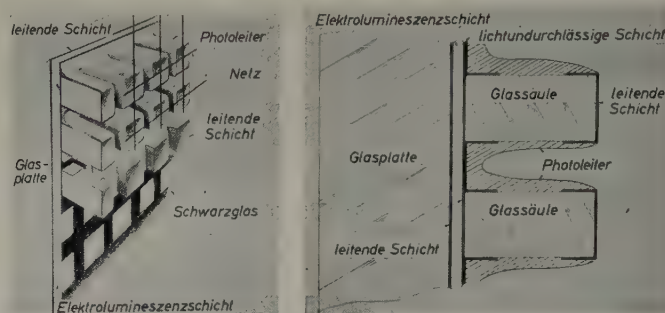 leitende Schicht
Photoleiter
Netz
leitende
Schicht
Glas-
platte
Schwarzglas
Elektrolumineszenzschicht
Elektrolumineszenzschicht
lichtundurchlässige Schicht
Glassäule
leitende
Schicht
Glasplatte
Photoleiter
Glassäule
leitende Schicht